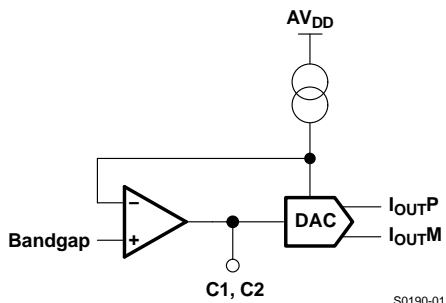 AVDD
−
+
Bandgap
DAC
IOUTP
IOUTM
C1, C2
S0190-01